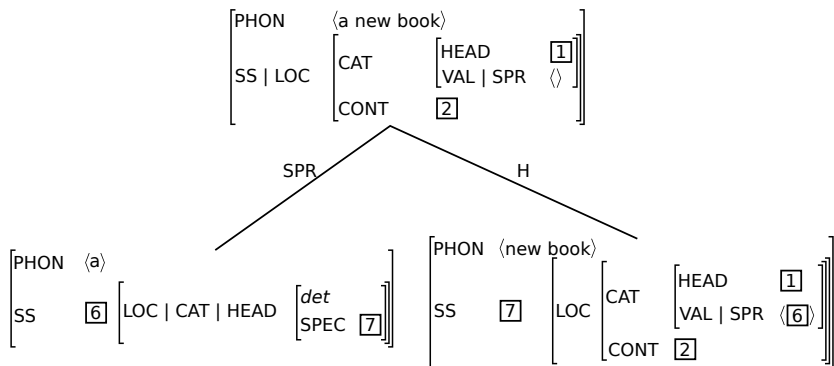 PHON ⟨a new book⟩
HEAD 1
CAT
VAL | SPR ⟨⟩
SS | LOC
CONT 2
SPR H
PHON ⟨new book⟩
PHON ⟨a⟩
HEAD 1
det
CAT
SS 6 LOC | CAT | HEAD
SS 7 LOC
VAL | SPR ⟨6⟩
SPEC 7
CONT 2